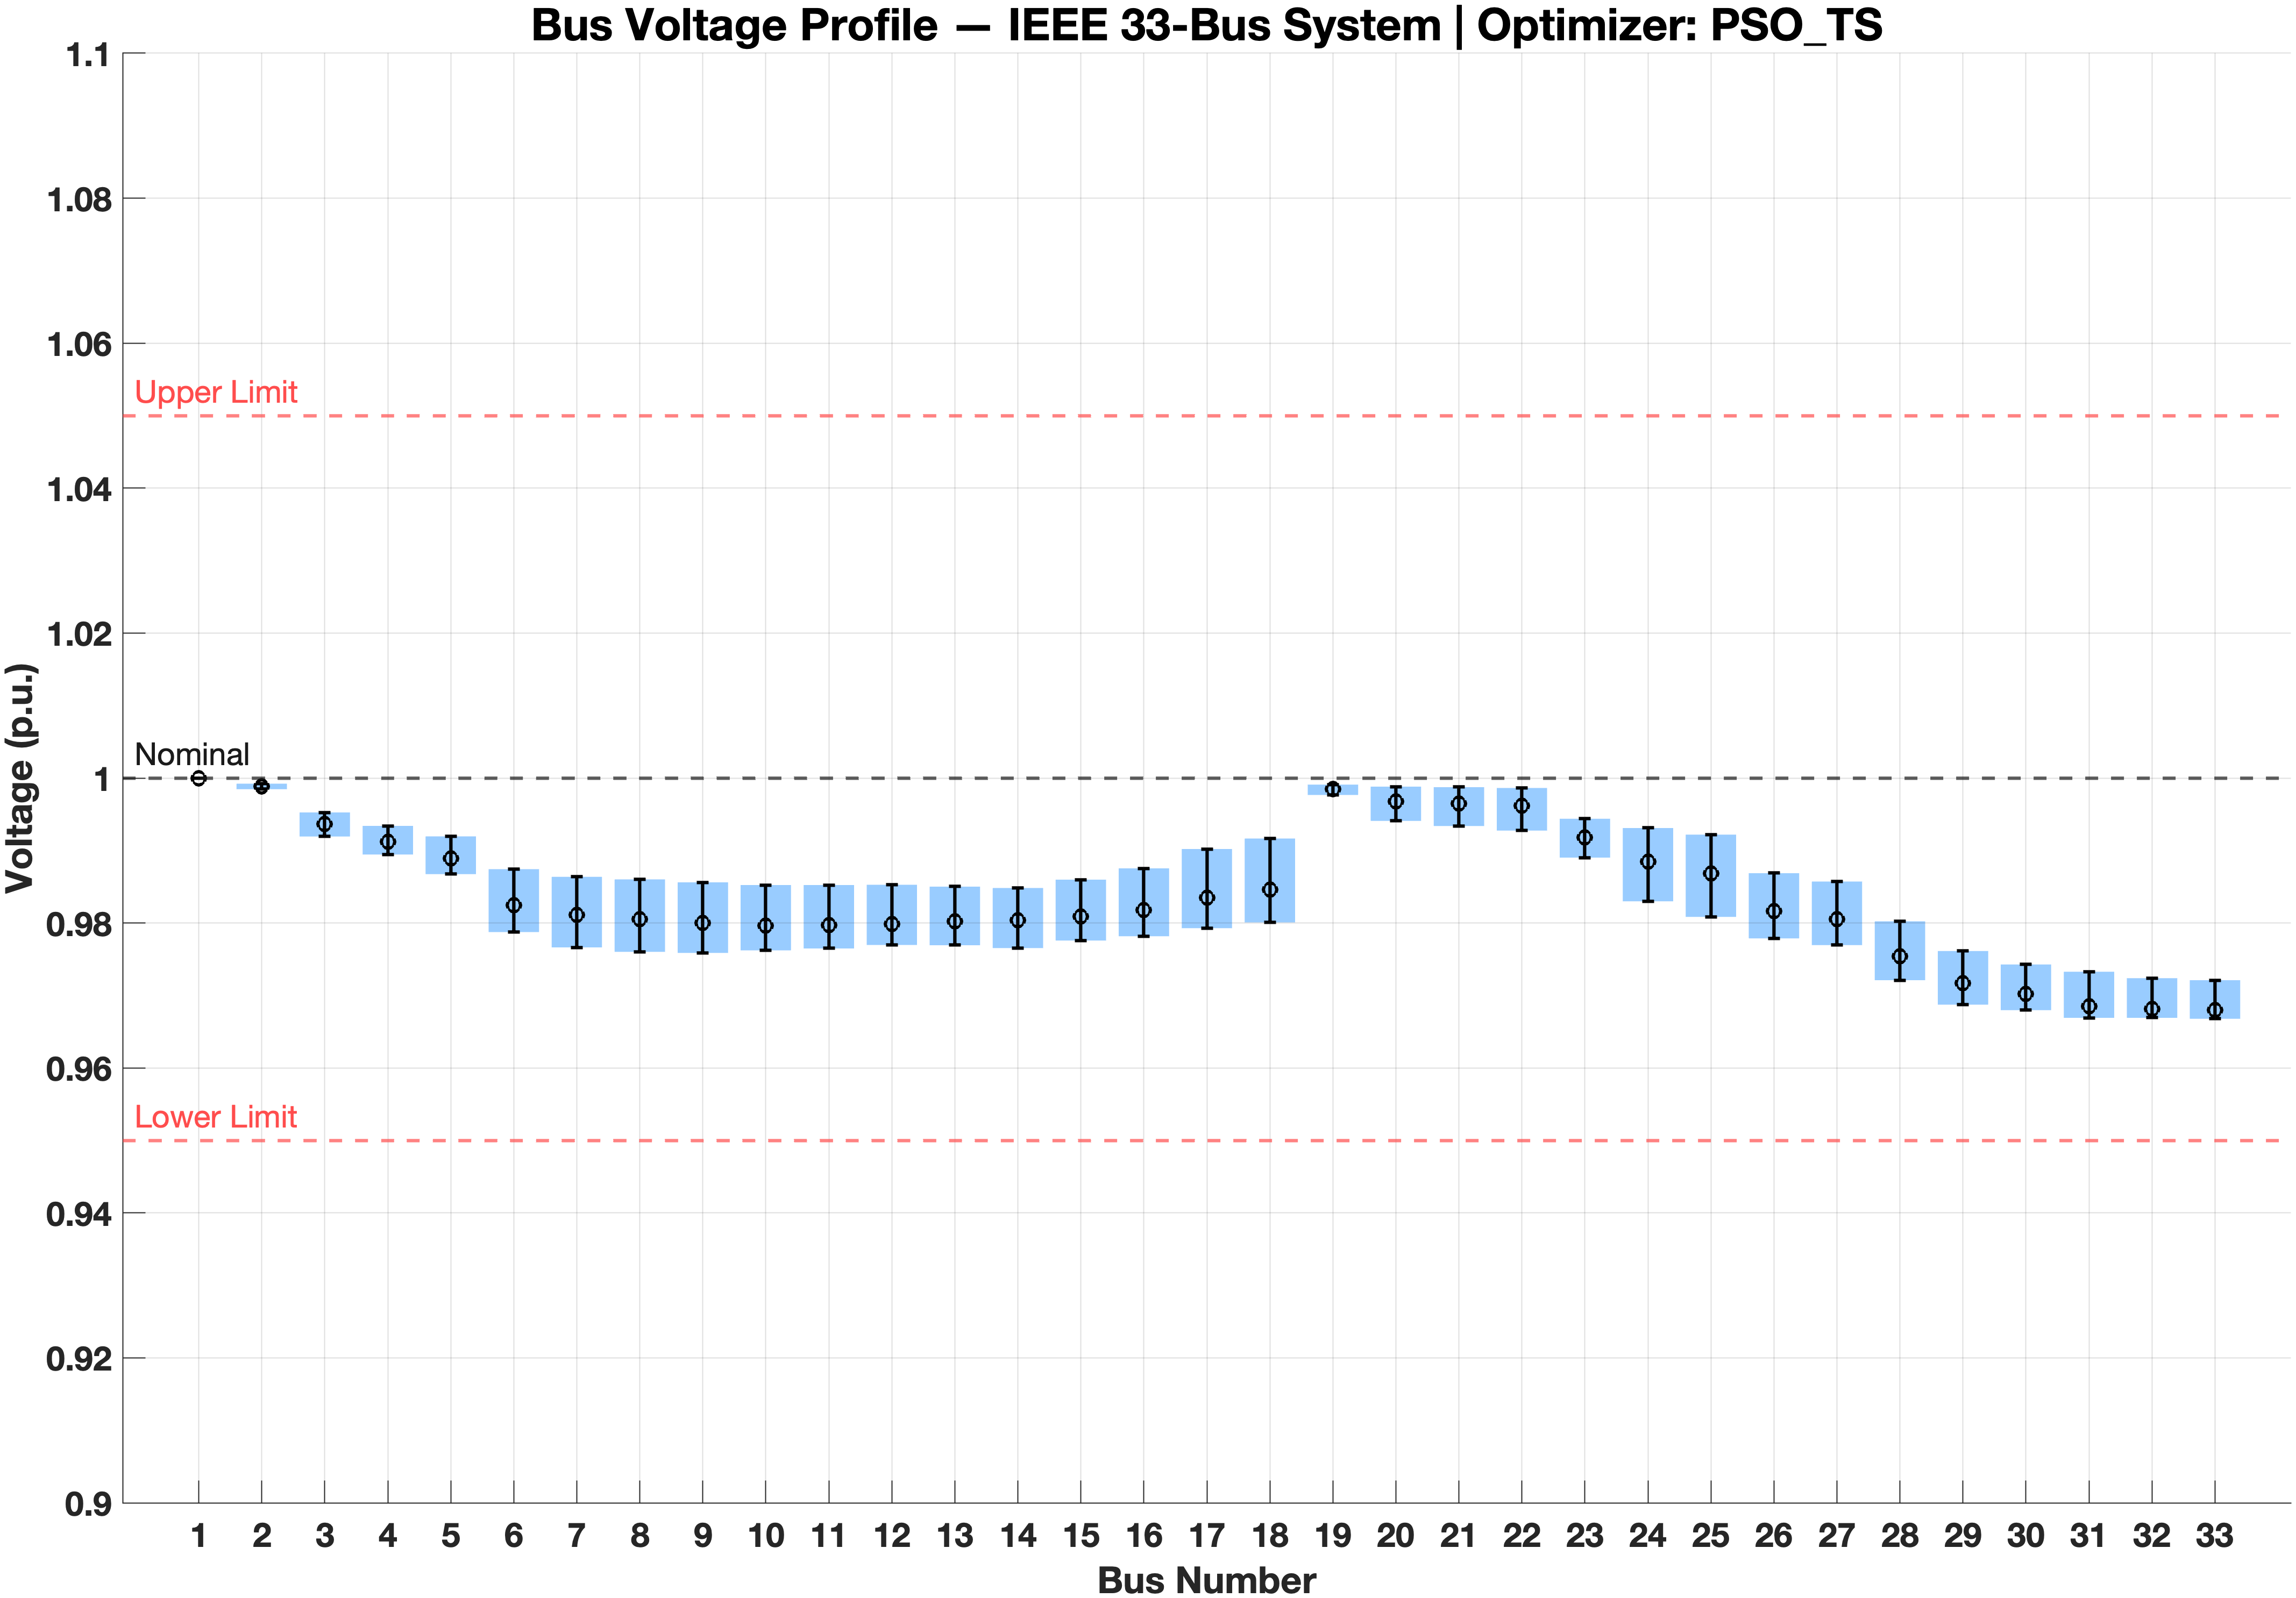 Bus Voltage Profile — IEEE 33-Bus System | Optimizer: PSO_TS
1.1
1.08
1.06
Upper Limit
1.04
1.02
Voltage (p.u.)
Nominal
1
0.98
0.96
Lower Limit
0.94
0.92
0.9
1 2 3 4 5 6 7 8 9 10 11 12 13 14 15 16 17 18 19 20 21 22 23 24 25 26 27 28 29 30 31 32 33
Bus Number